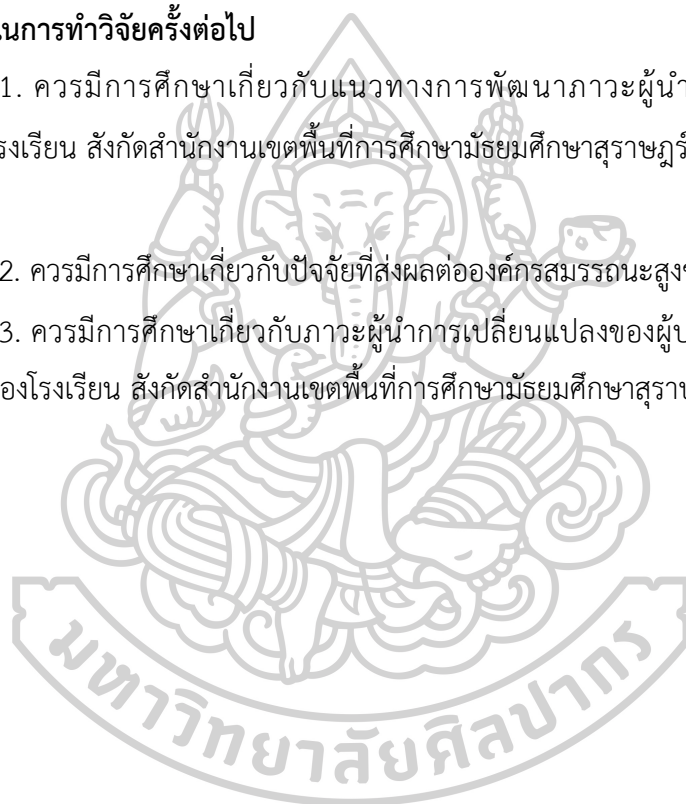 นการทำวิจัยครั้งต่อไป
1. ควรมีการศึกษาเกี่ยวกับแนวทางการพัฒนาภาวะผู้นำ
รงเรียน สังกัดสำนักงานเขตพื้นที่การศึกษามัธยมศึกษาสุราษฎร์
2. ควรมีการศึกษาเกี่ยวกับปัจจัยที่ส่งผลต่อองค์กรสมรรถนะสูงข
3. ควรมีการศึกษาเกี่ยวกับภาวะผู้นำการเปลี่ยนแปลงของผู้บ
องโรงเรียน สังกัดสำนักงานเขตพื้นที่การศึกษามัธยมศึกษาสุราษ
มหาวิทยาลัยศิลปากร